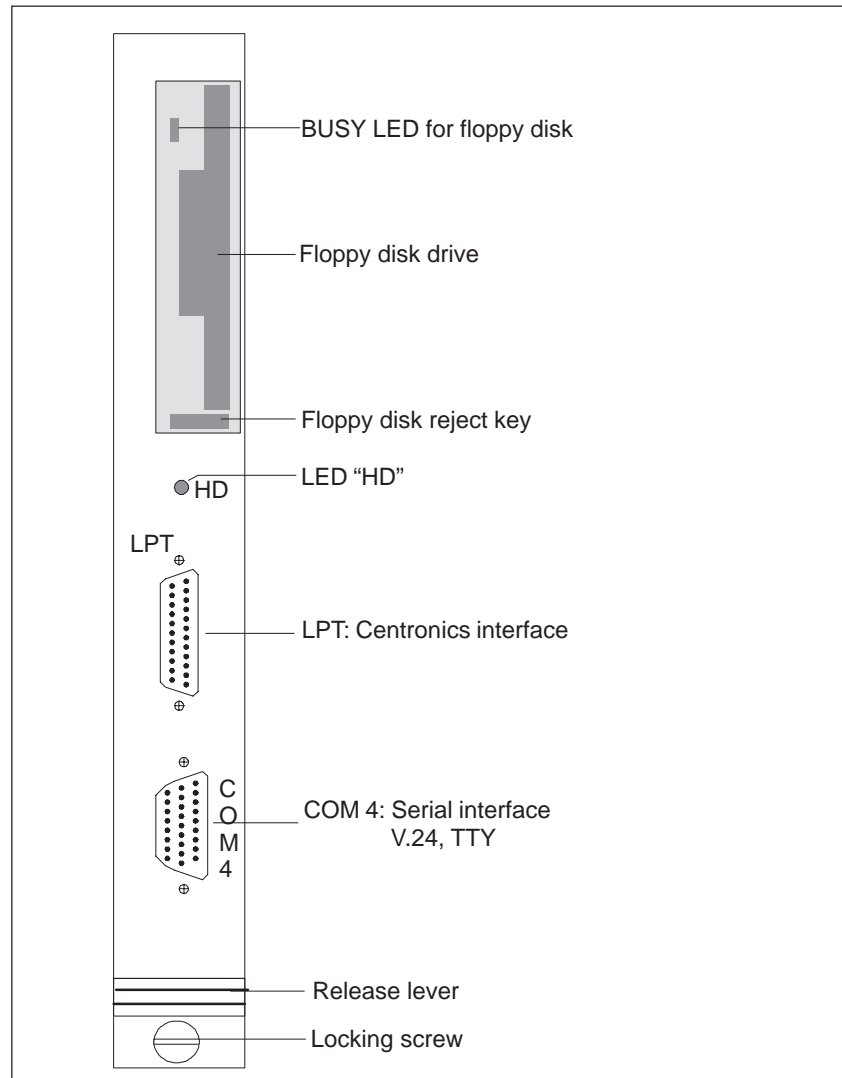 BUSY LED for floppy disk
Floppy disk drive
Floppy disk reject key
LED “HD”
HD
LPT
LPT: Centronics interface
COM 4: Serial interface
V.24, TTY
C
O
M
4
Release lever
Locking screw